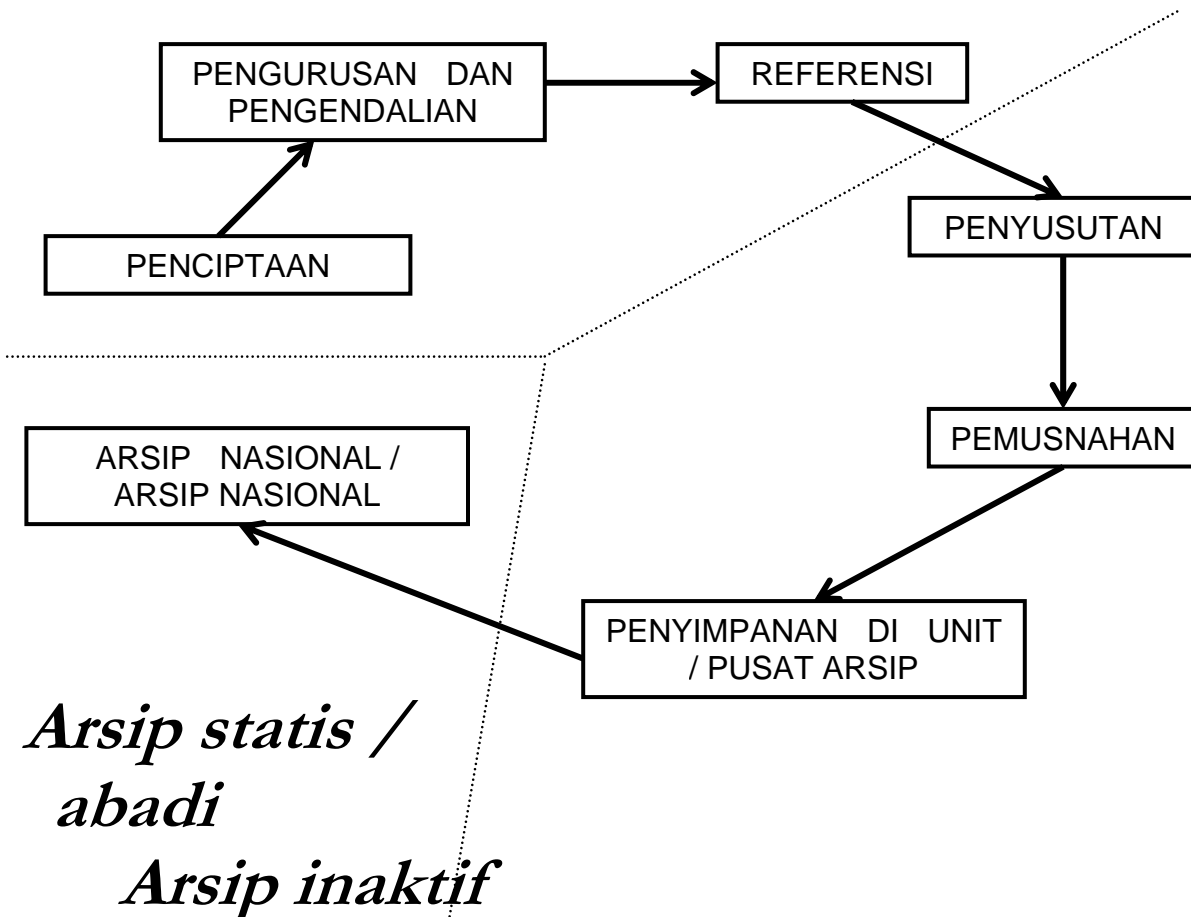 PENGURUSAN DAN
PENGENDALIAN
REFERENSI
PENYUSUTAN
PENCIPTAAN
PEMUSNAHAN
ARSIP NASIONAL /
ARSIP NASIONAL
PENYIMPANAN DI UNIT
/ PUSAT ARSIP
Arsip statis /
abadi
Arsip inaktif